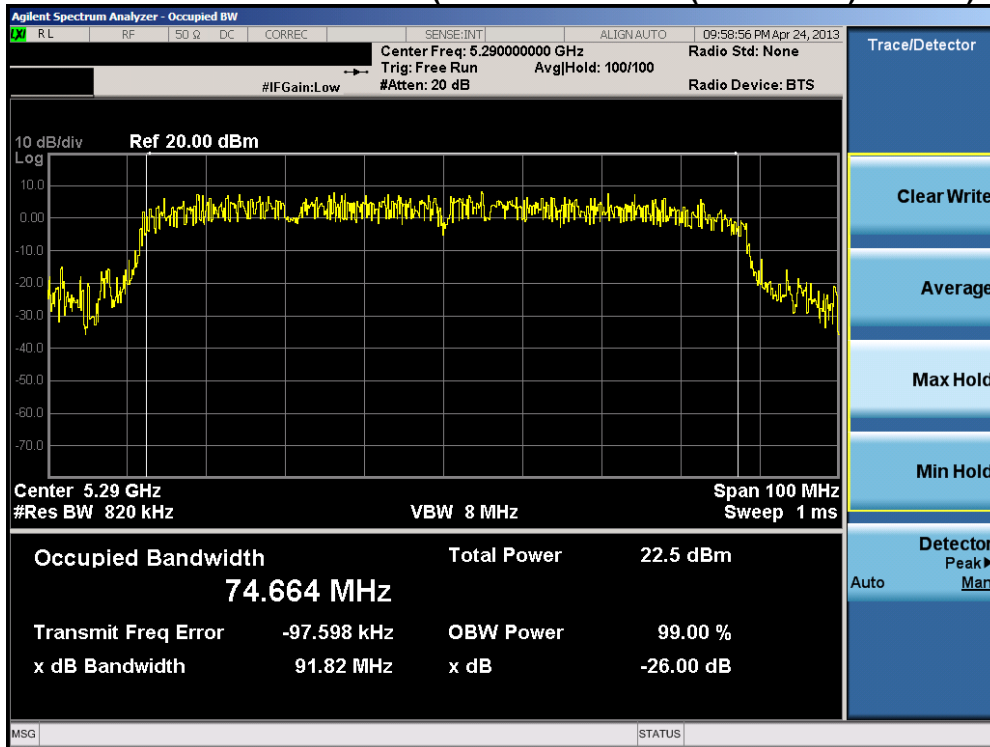 Agilent Spectrum Analyzer - Occupied BW
LXI RL RF 50 Ω DC CORREC SENSE:INT ALIGN AUTO 09:58:56 PM Apr 24, 2013
Center Freq: 5.290000000 GHz Radio Std: None
Trig: Free Run Avg|Hold: 100/100
#IFGain:Low #Atten: 20 dB Radio Device: BTS
Trace/Detector
10 dB/div Ref 20.00 dBm
Log
10.0
0.00
-10.0
-20.0
-30.0
-40.0
-50.0
-60.0
-70.0
Center 5.29 GHz Span 100 MHz
#Res BW 820 kHz VBW 8 MHz Sweep 1 ms
Occupied Bandwidth Total Power 22.5 dBm
74.664 MHz
Transmit Freq Error -97.598 kHz OBW Power 99.00 %
x dB Bandwidth 91.82 MHz x dB -26.00 dB
Clear Write
Average
Max Hold
Min Hold
Detector
Peak▶
Auto Man
MSG STATUS